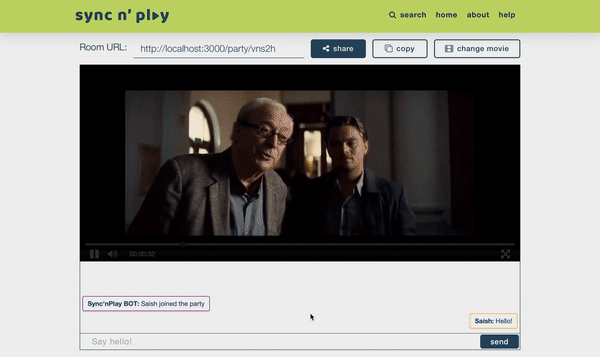 sync n' play
search
home
about
help
Room URL:
http://localhost:3000/party/vns2h
share
copy
change movie
00:00:32
Sync'nPlay BOT: Saish joined the party
Saish: Hello!
Say hello!
send